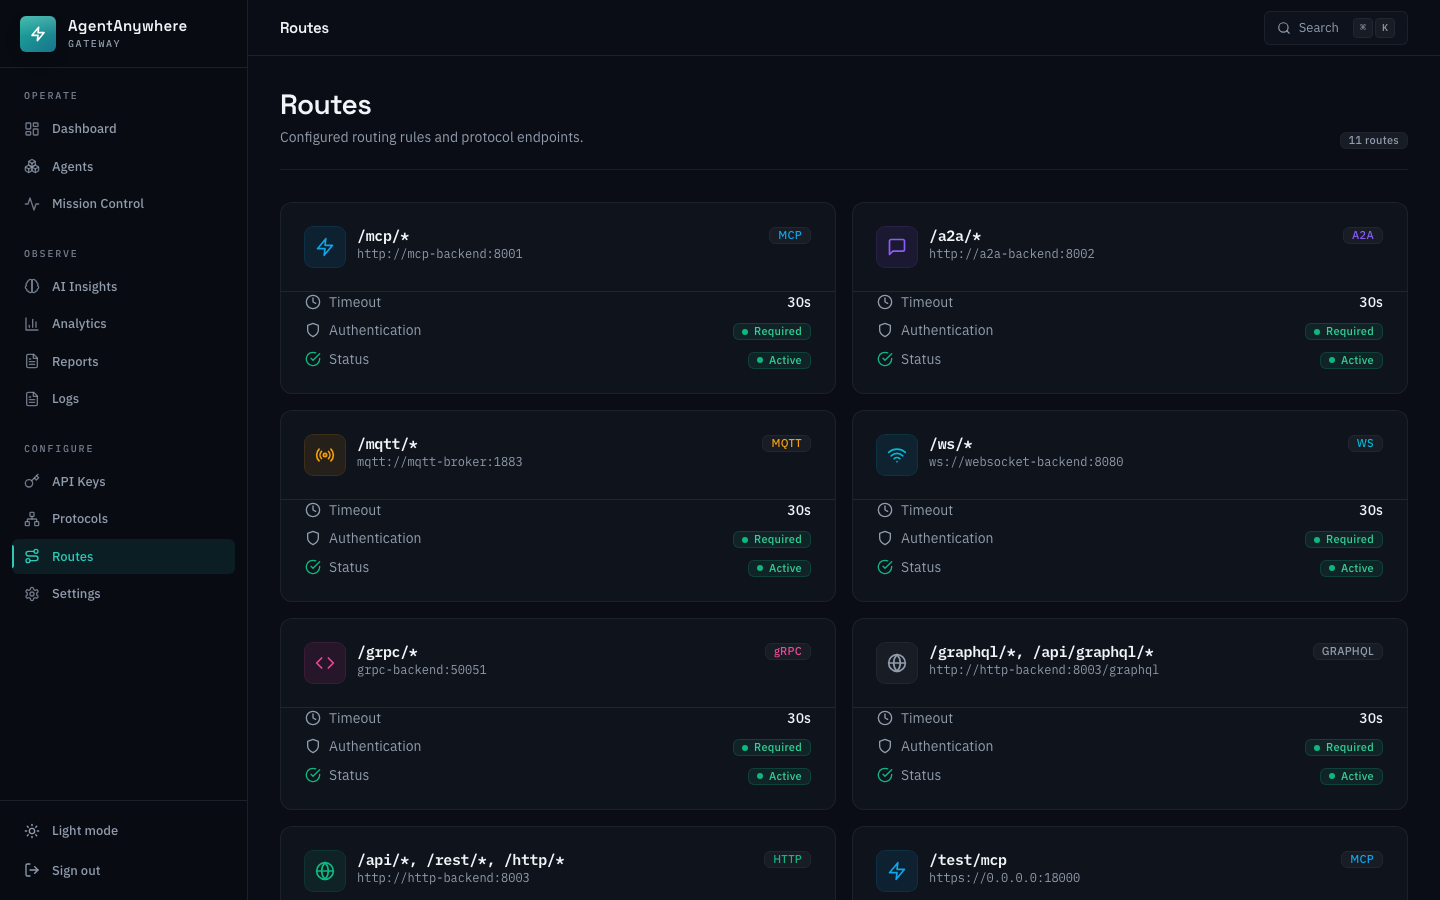 AgentAnywhere
GATEWAY
OPERATE
Dashboard
Agents
Mission Control
OBSERVE
AI Insights
Analytics
Reports
Logs
CONFIGURE
API Keys
Protocols
Routes
Settings
Light mode
Sign out
Routes
Search ⌘ K
Routes
Configured routing rules and protocol endpoints.
11 routes
/mcp/*
MCP
http://mcp-backend:8001
Timeout 30s
Authentication Required
Status Active
/a2a/*
A2A
http://a2a-backend:8002
Timeout 30s
Authentication Required
Status Active
/mqtt/*
MQTT
mqtt://mqtt-broker:1883
Timeout 30s
Authentication Required
Status Active
/ws/*
WS
ws://websocket-backend:8080
Timeout 30s
Authentication Required
Status Active
/grpc/*
gRPC
grpc-backend:50051
Timeout 30s
Authentication Required
Status Active
/graphql/*, /api/graphql/*
GRAPHQL
http://http-backend:8003/graphql
Timeout 30s
Authentication Required
Status Active
/api/*, /rest/*, /http/*
HTTP
http://http-backend:8003
/test/mcp
MCP
https://0.0.0.0:18000